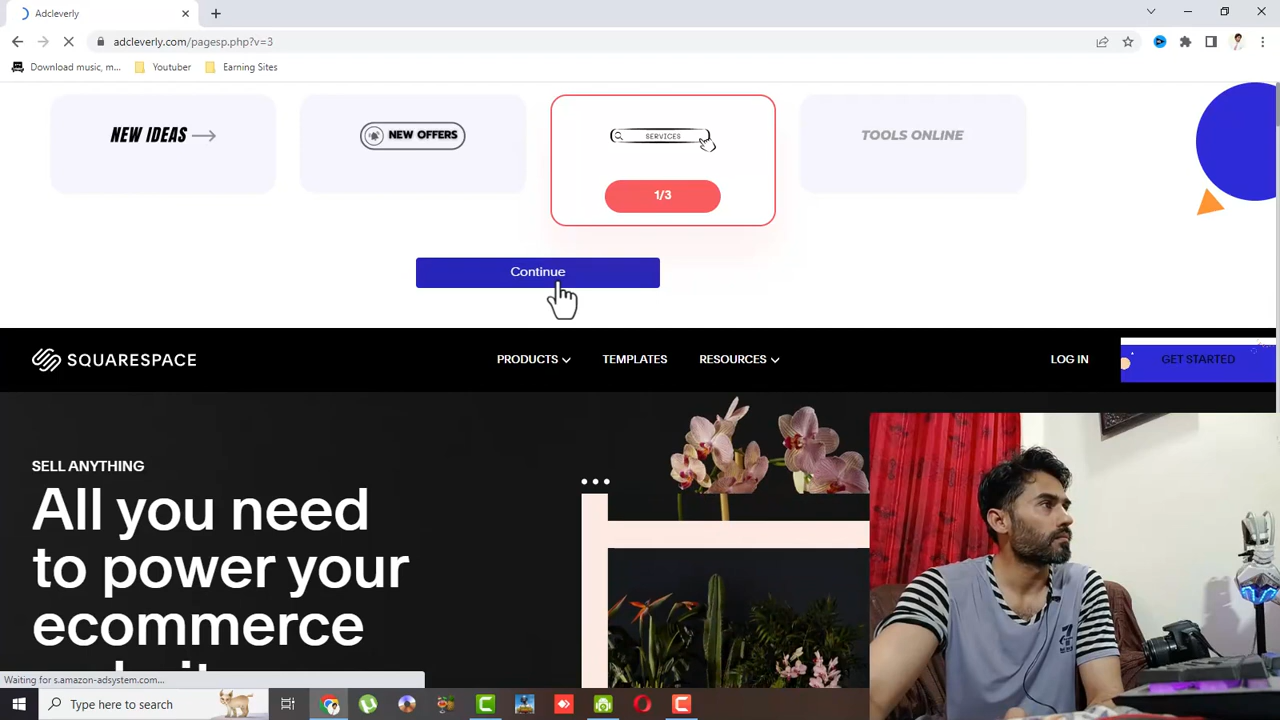 Adcleverly
adcleverly.com/pagesp.php?v=3
Download music, m...
Youtuber
Earning Sites
NEW IDEAS
NEW OFFERS
SERVICES
TOOLS ONLINE
1/3
Continue
SQUARESPACE
PRODUCTS
TEMPLATES
RESOURCES
LOG IN
GET STARTED
SELL ANYTHING
All you need
to power your
ecommerce
Waiting for s.amazon-adsystem.com...
Type here to search